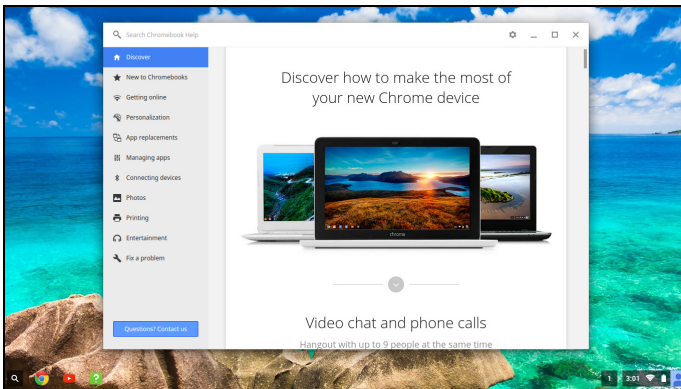 Search Chromebook Help
Discover
New to Chromebooks
Getting online
Personalization
App replacements
Managing apps
Connecting devices
Photos
Printing
Entertainment
Fix a problem
Questions? Contact us
Discover how to make the most of
your new Chrome device
chrome
Video chat and phone calls
Hangout with up to 9 people at the same time
1 3:01